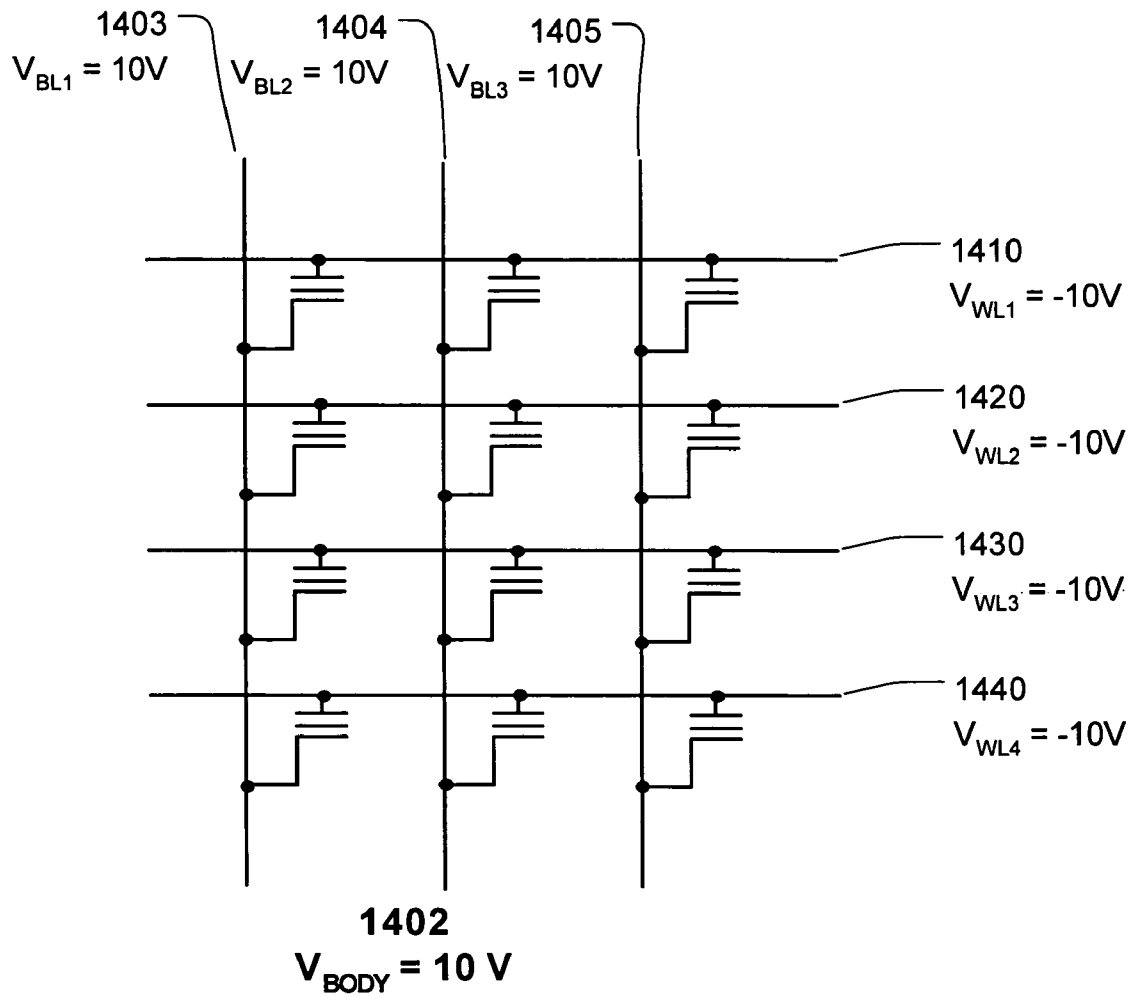 1403 1404 1405
V_BL1 = 10V V_BL2 = 10V V_BL3 = 10V
1410
V_WL1 = -10V
1420
V_WL2 = -10V
1430
V_WL3 = -10V
1440
V_WL4 = -10V
1402
V_BODY = 10 V